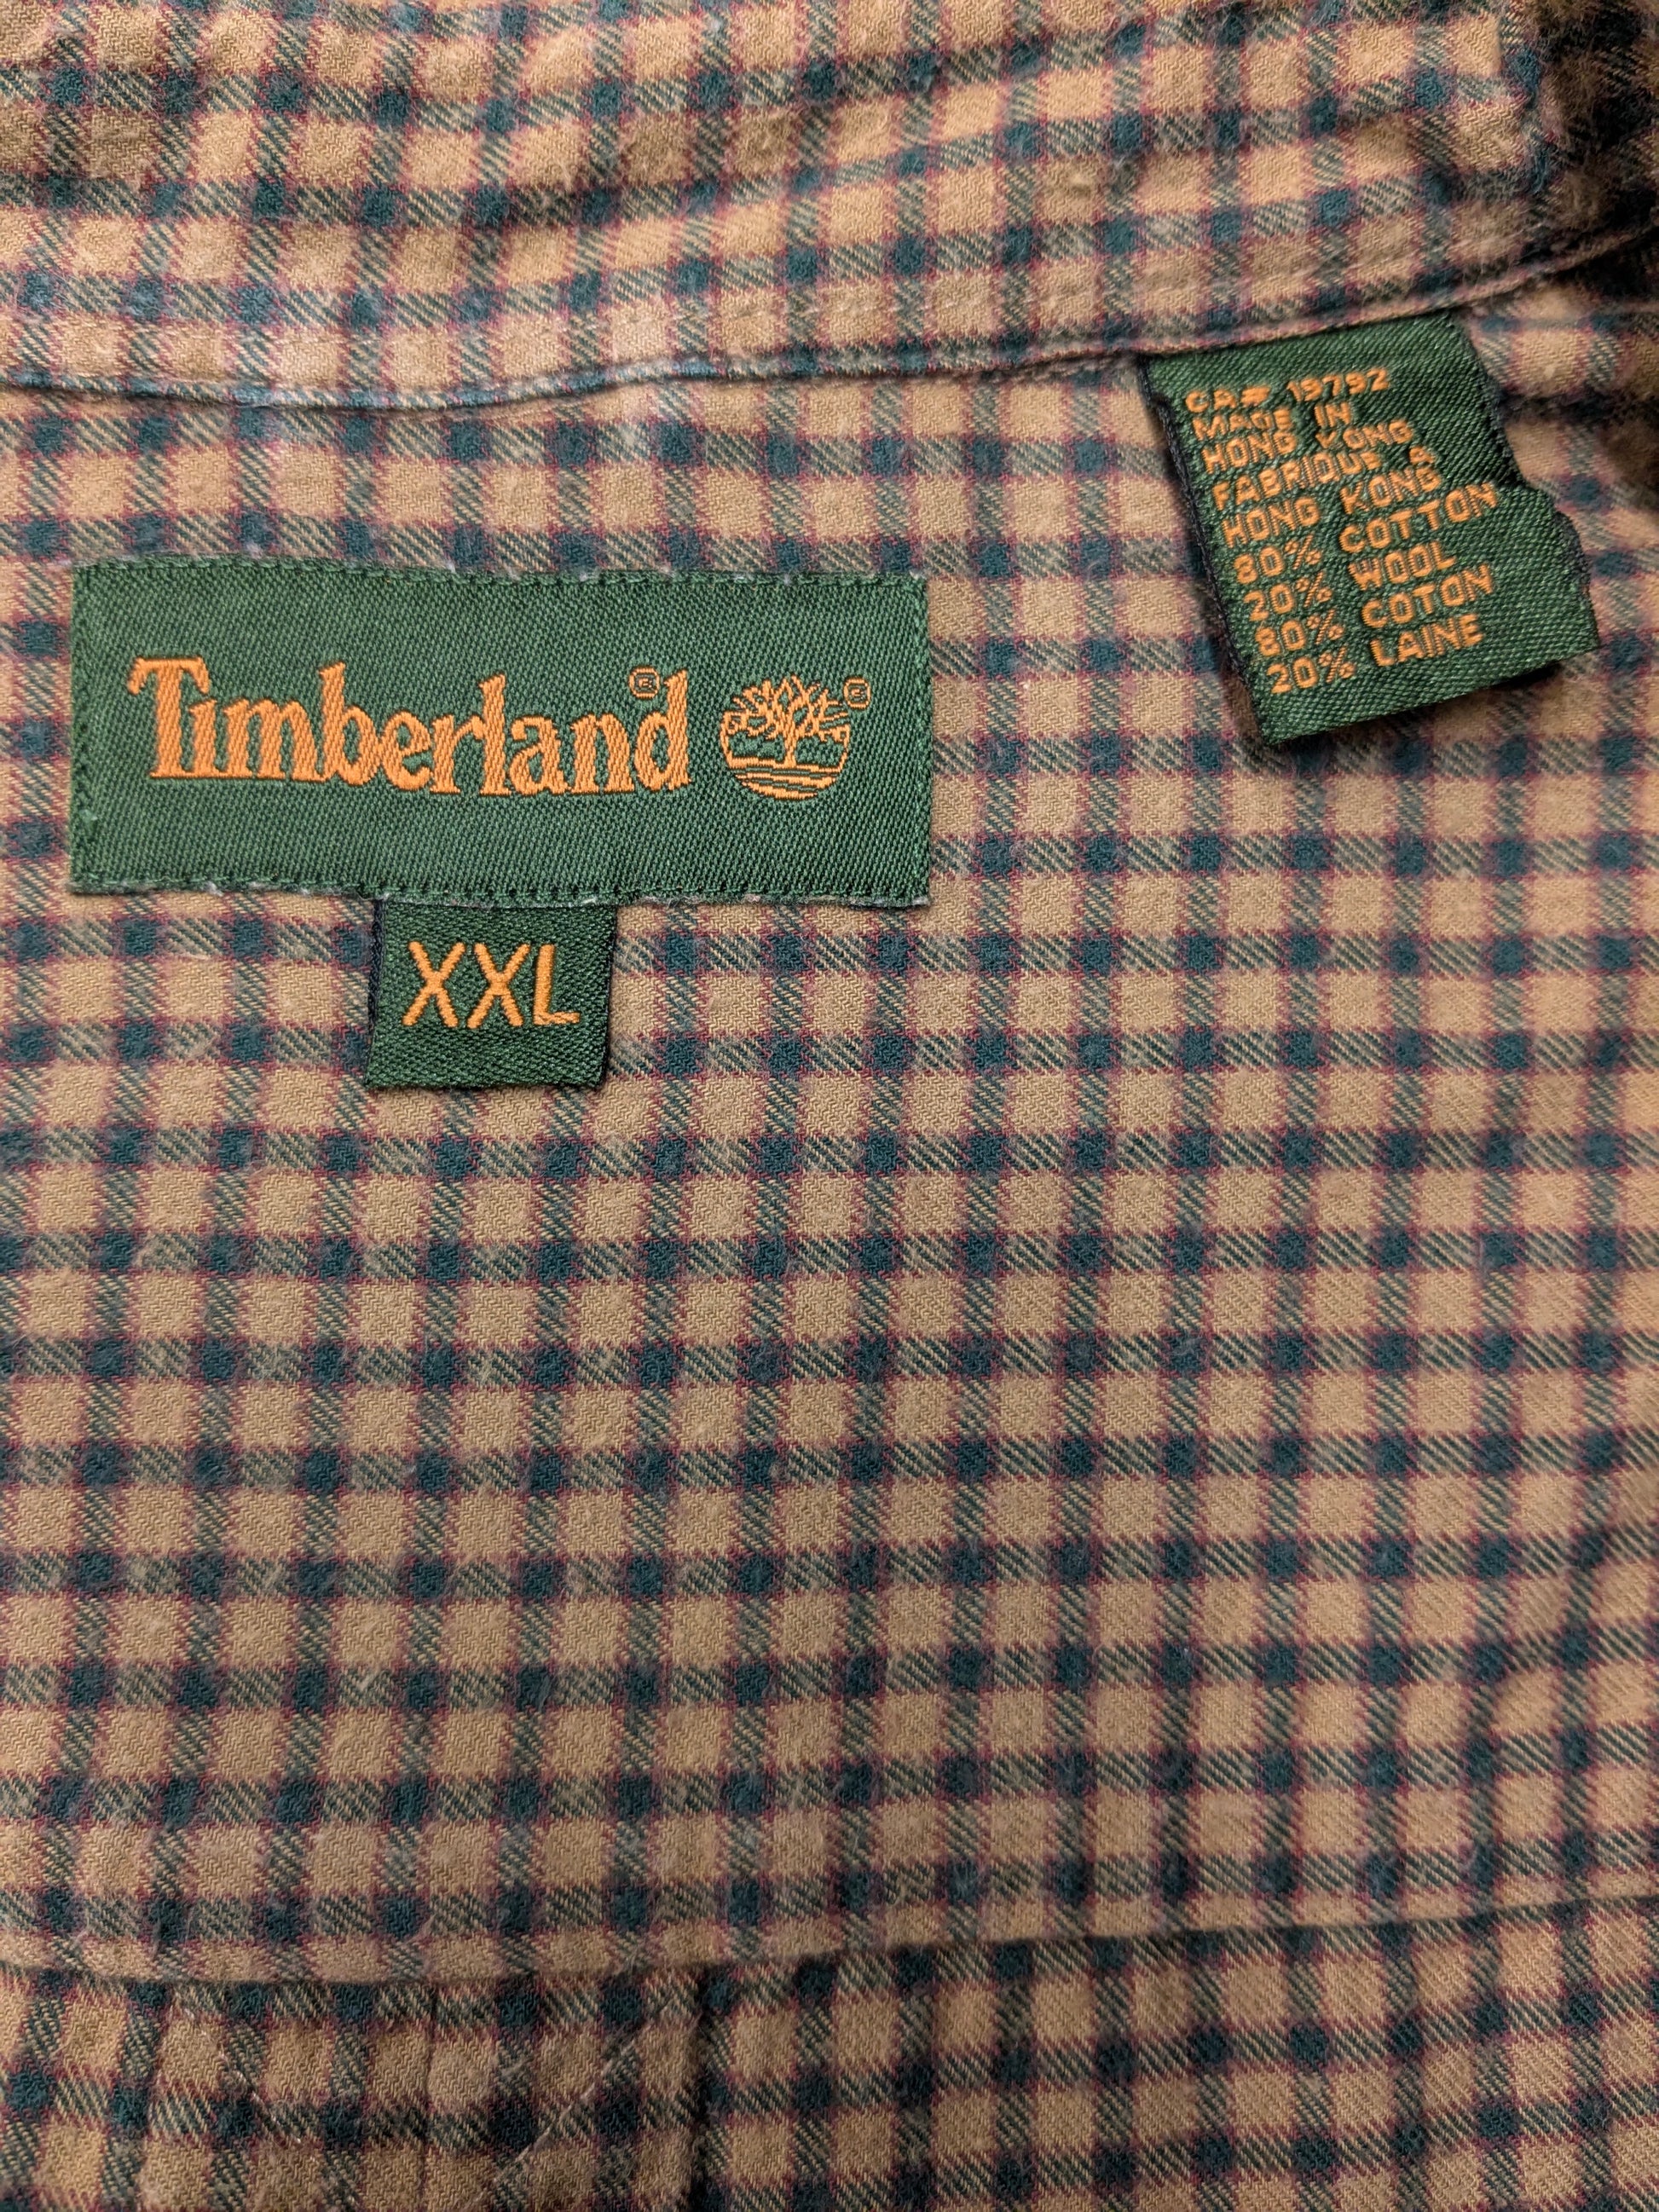 Timberland®
®
XXL
CA# 19792
MADE IN
HONG KONG
FABRIQUE A
HONG KONG
80% COTTON
20% WOOL
80% COTON
20% LAINE